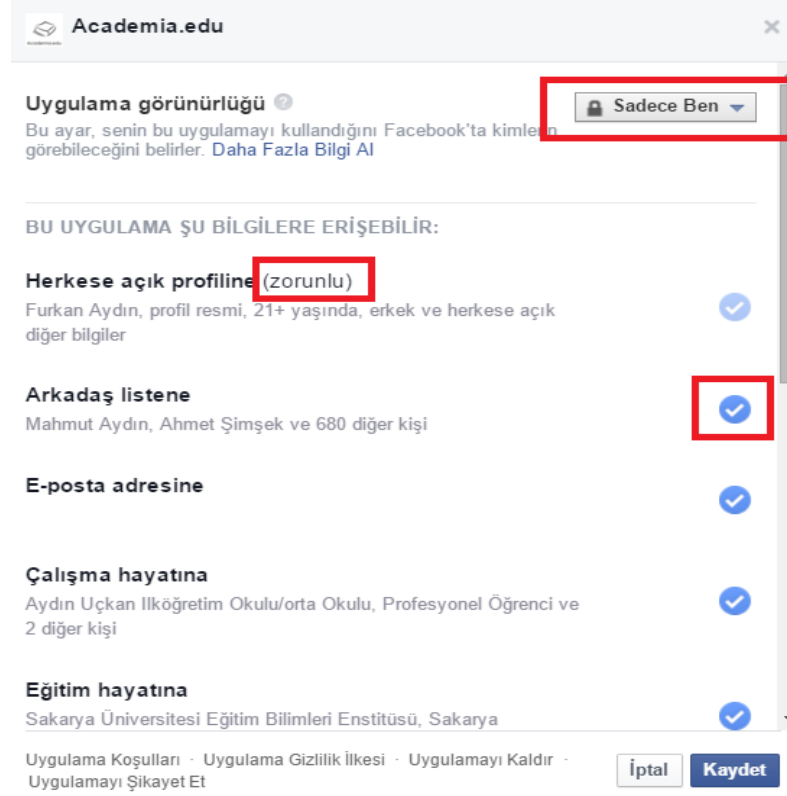 Academia.edu
Uygulama görünürlüğü
Sadece Ben
Bu ayar, senin bu uygulamayı kullandığını Facebook'ta kimlerin
görebileceğini belirler. Daha Fazla Bilgi Al
BU UYGULAMA ŞU BİLGİLERE ERİŞEBİLİR:
Herkese açık profiline (zorunlu)
Furkan Aydın, profil resmi, 21+ yaşında, erkek ve herkese açık
diğer bilgiler
Arkadaş listene
Mahmut Aydın, Ahmet Şimşek ve 680 diğer kişi
E-posta adresine
Çalışma hayatına
Aydın Uçkan Ilköğretim Okulu/orta Okulu, Profesyonel Öğrenci ve
2 diğer kişi
Eğitim hayatına
Sakarya Üniversitesi Eğitim Bilimleri Enstitüsü, Sakarya
Uygulama Koşulları · Uygulama Gizlilik İlkesi · Uygulamayı Kaldır ·
Uygulamayı Şikayet Et
İptal
Kaydet